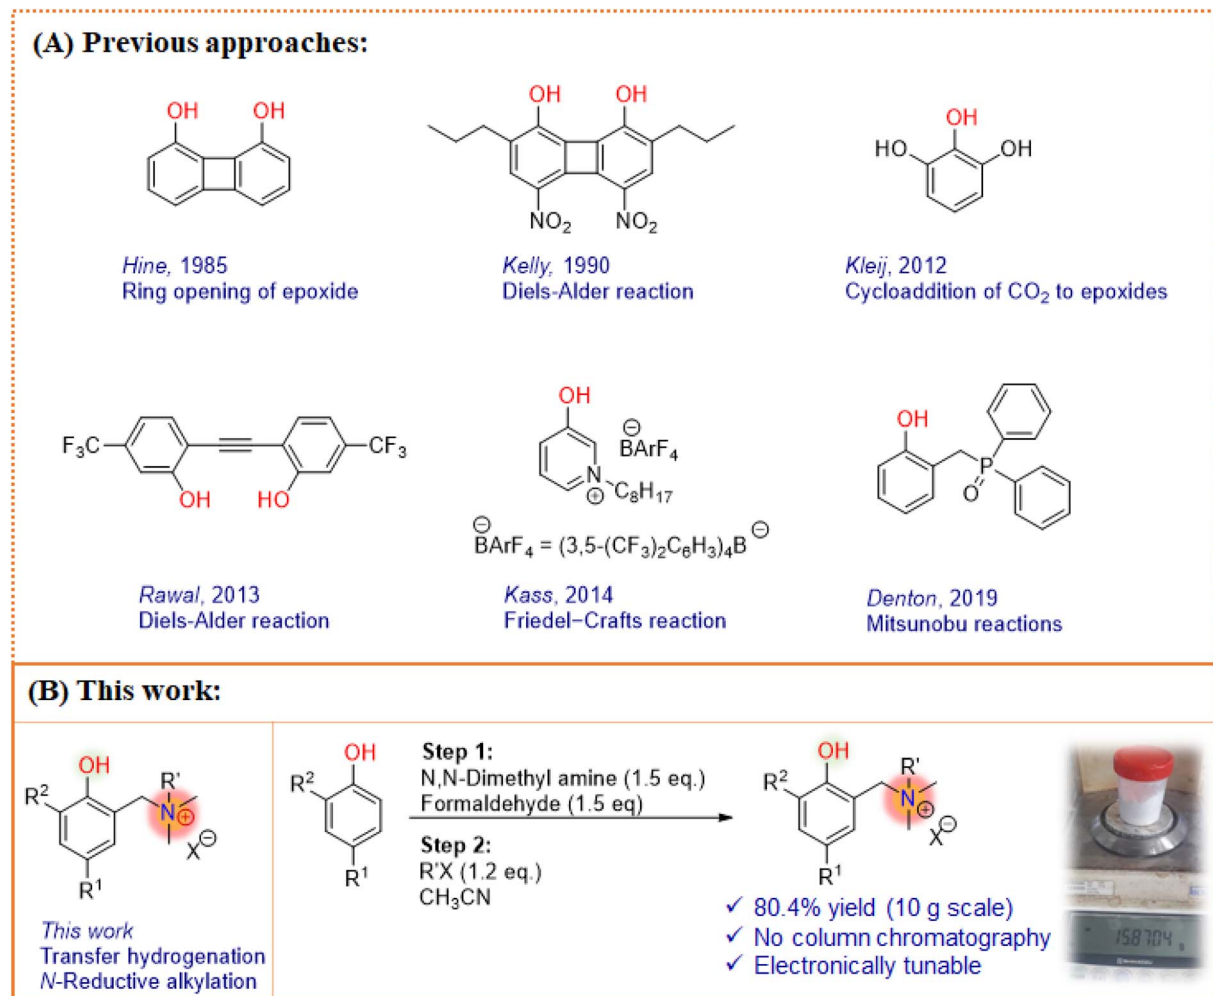 (A) Previous approaches:
OH OH
Hine, 1985
Ring opening of epoxide
OH OH
NO2 NO2
Kelly, 1990
Diels-Alder reaction
OH
HO OH
Kleij, 2012
Cycloaddition of CO2 to epoxides
F3C CF3
OH HO
Rawal, 2013
Diels-Alder reaction
OH
⊖
BArF4
N
⊕ C8H17
⊖ ⊖
BArF4 = (3,5-(CF3)2C6H3)4B
Kass, 2014
Friedel–Crafts reaction
OH
P
O
Denton, 2019
Mitsunobu reactions
(B) This work:
OH
R2 R'
N⊕
X⊖
R1
This work
Transfer hydrogenation
N-Reductive alkylation
OH
R2
R1
Step 1:
N,N-Dimethyl amine (1.5 eq.)
Formaldehyde (1.5 eq)
Step 2:
R'X (1.2 eq.)
CH3CN
OH
R2 R'
N⊕
X⊖
R1
✓ 80.4% yield (10 g scale)
✓ No column chromatography
✓ Electronically tunable